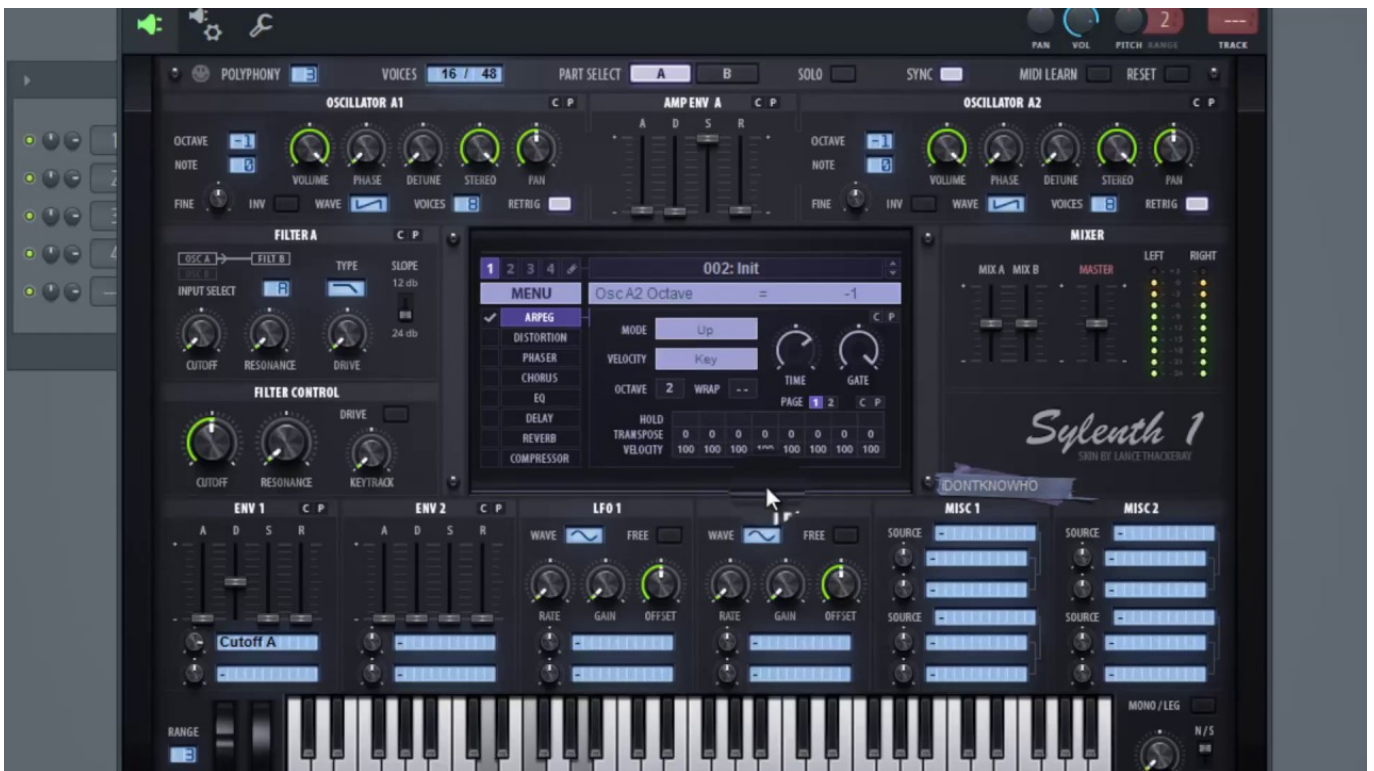 2
PAN VOL PITCH RANGE --- TRACK
POLYPHONY 3 VOICES 16 / 48 PART SELECT A B SOLO SYNC MIDI LEARN RESET
OSCILLATOR A1 C P AMP ENV A C P OSCILLATOR A2 C P
A D S R
OCTAVE -1 OCTAVE -1
NOTE 0 NOTE 0
VOLUME PHASE DETUNE STEREO PAN VOLUME PHASE DETUNE STEREO PAN
FINE INV WAVE VOICES 8 RETRIG FINE INV WAVE VOICES 8 RETRIG
FILTER A C P MIXER
OSC A FILT B TYPE SLOPE
OSC B
12 db
INPUT SELECT A
24 db
CUTOFF RESONANCE DRIVE
LEFT RIGHT
MIX A MIX B MASTER
1 2 3 4 002: Init
MENU Osc A2 Octave = -1
ARPEG C P
DISTORTION MODE Up
PHASER VELOCITY Key
CHORUS TIME GATE
EQ OCTAVE 2 WRAP --
PAGE 1 2 C P
DELAY HOLD
REVERB TRANSPOSE 0 0 0 0 0 0 0 0
COMPRESSOR VELOCITY 100 100 100 100 100 100 100
FILTER CONTROL
DRIVE
CUTOFF RESONANCE KEYTRACK
Sylenth 1
SKIN BY LANCE THACKERAY
IDONTKNOWHO
ENV 1 C P ENV 2 C P LFO 1 MISC 1 MISC 2
A D S R A D S R
WAVE FREE WAVE FREE SOURCE - SOURCE -
- -
- -
RATE GAIN OFFSET RATE GAIN OFFSET SOURCE - SOURCE -
Cutoff A - - - - -
- - - - - -
MONO / LEG
RANGE N/S
3